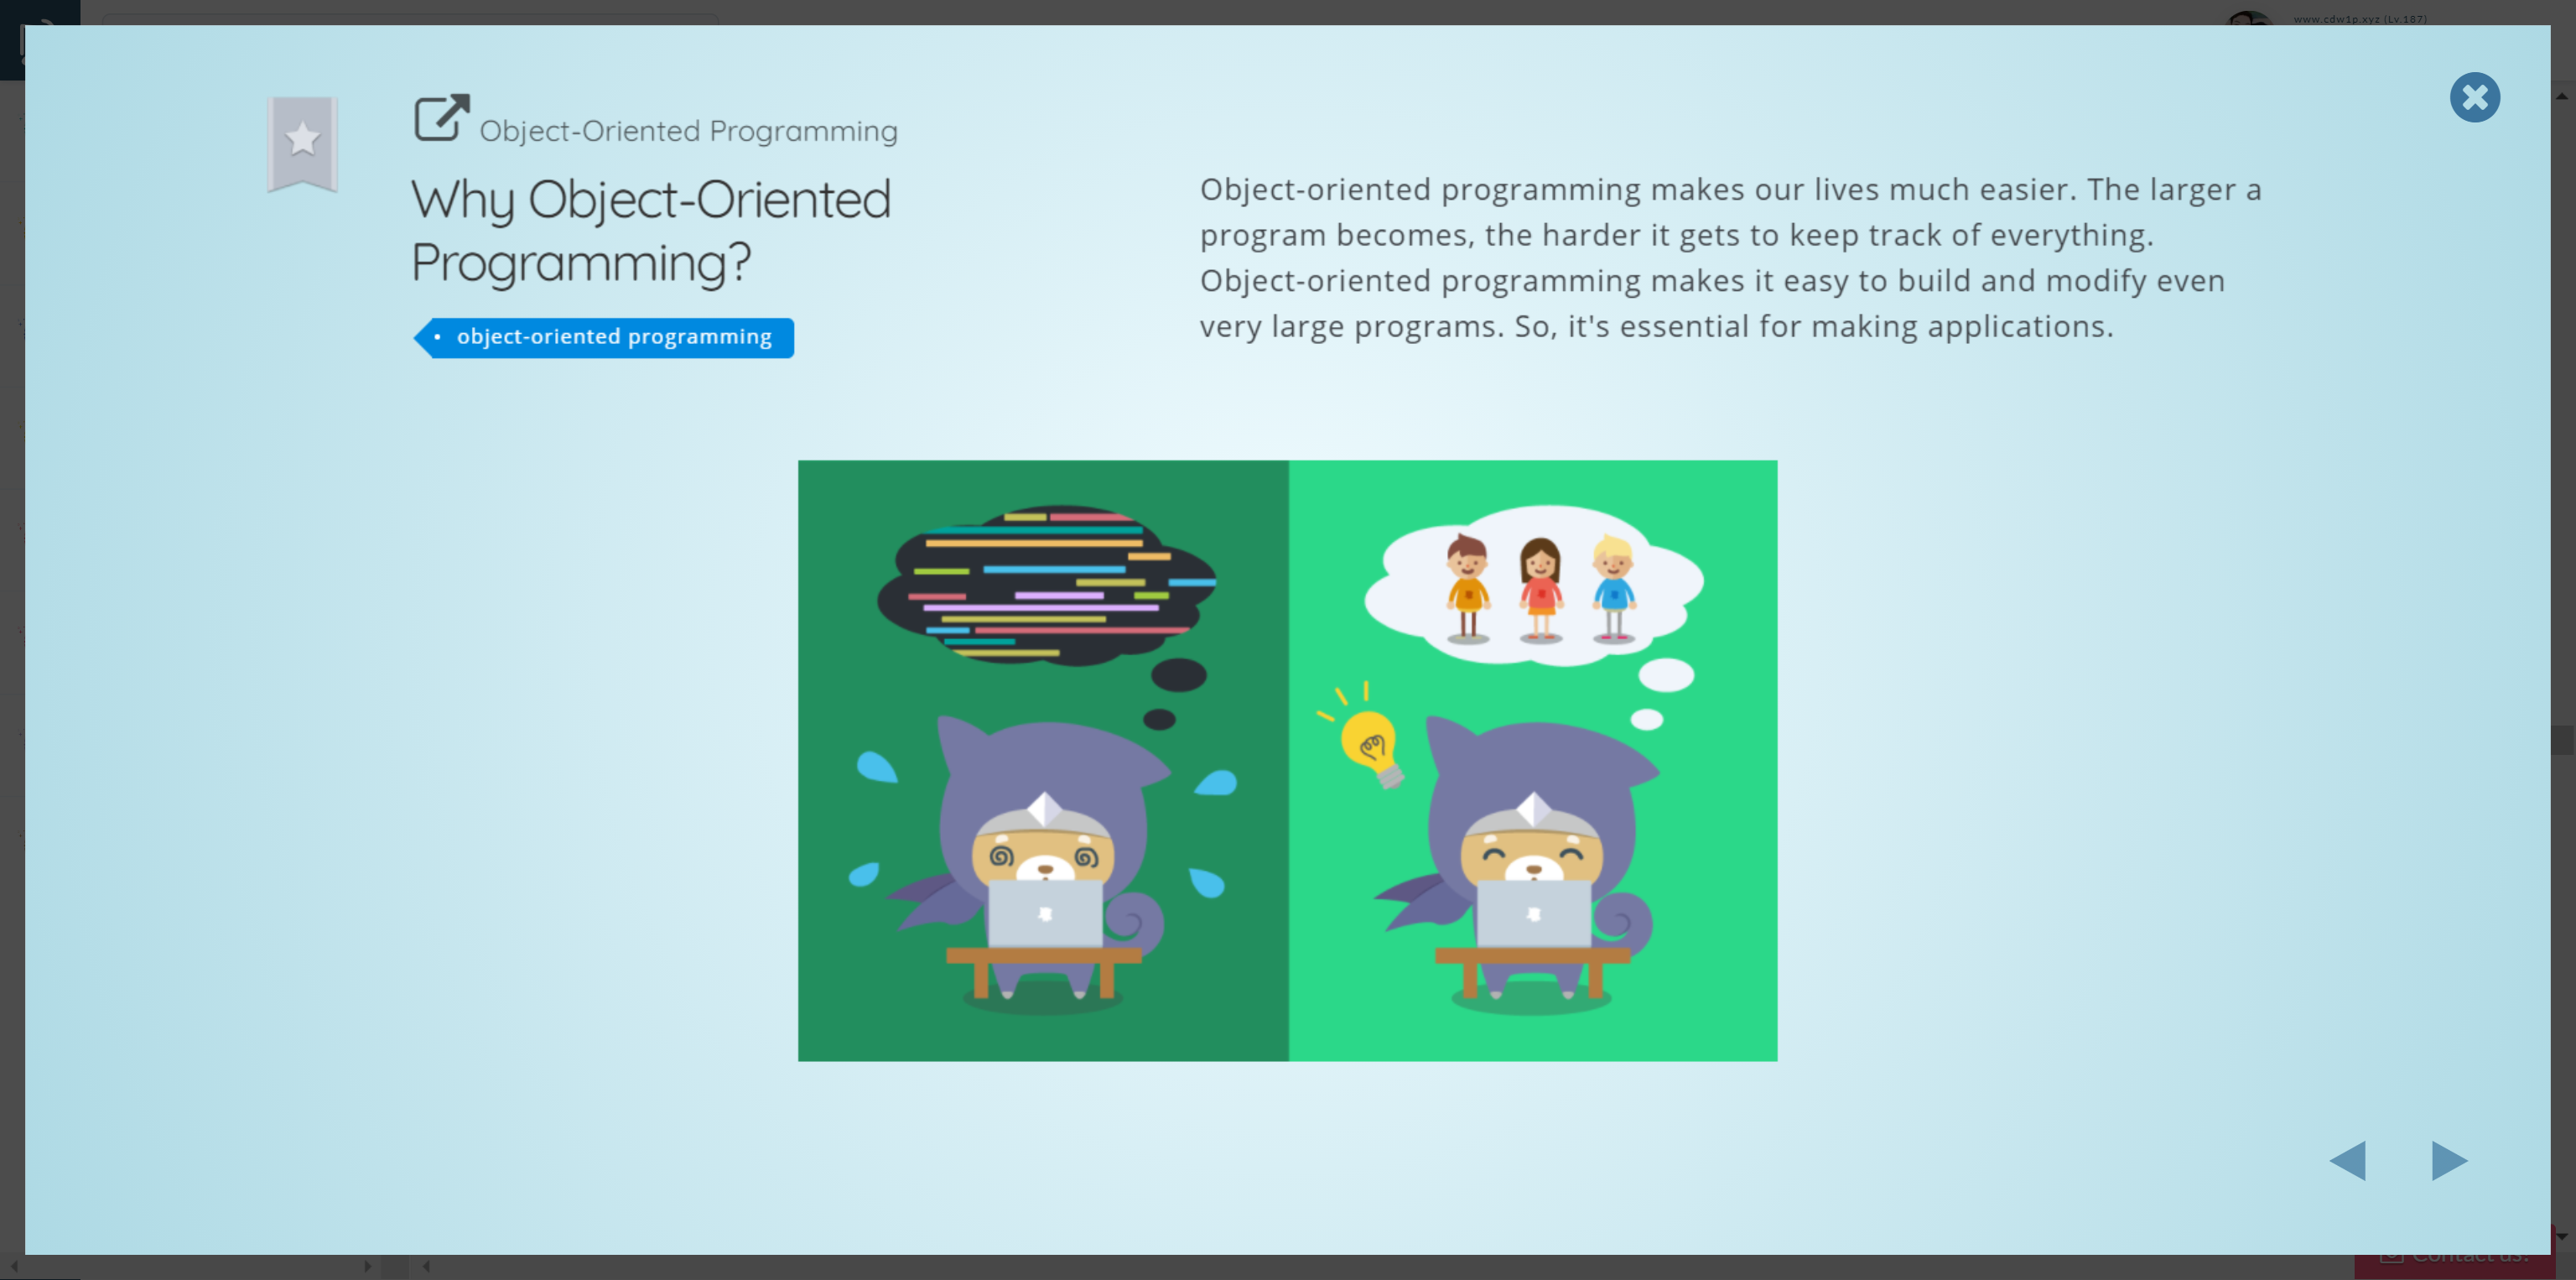 www.cdw1p.xyz (Lv.187)
Object-Oriented Programming
Why Object-Oriented
Programming?
• object-oriented programming
Object-oriented programming makes our lives much easier. The larger a
program becomes, the harder it gets to keep track of everything.
Object-oriented programming makes it easy to build and modify even
very large programs. So, it's essential for making applications.
Contact us!